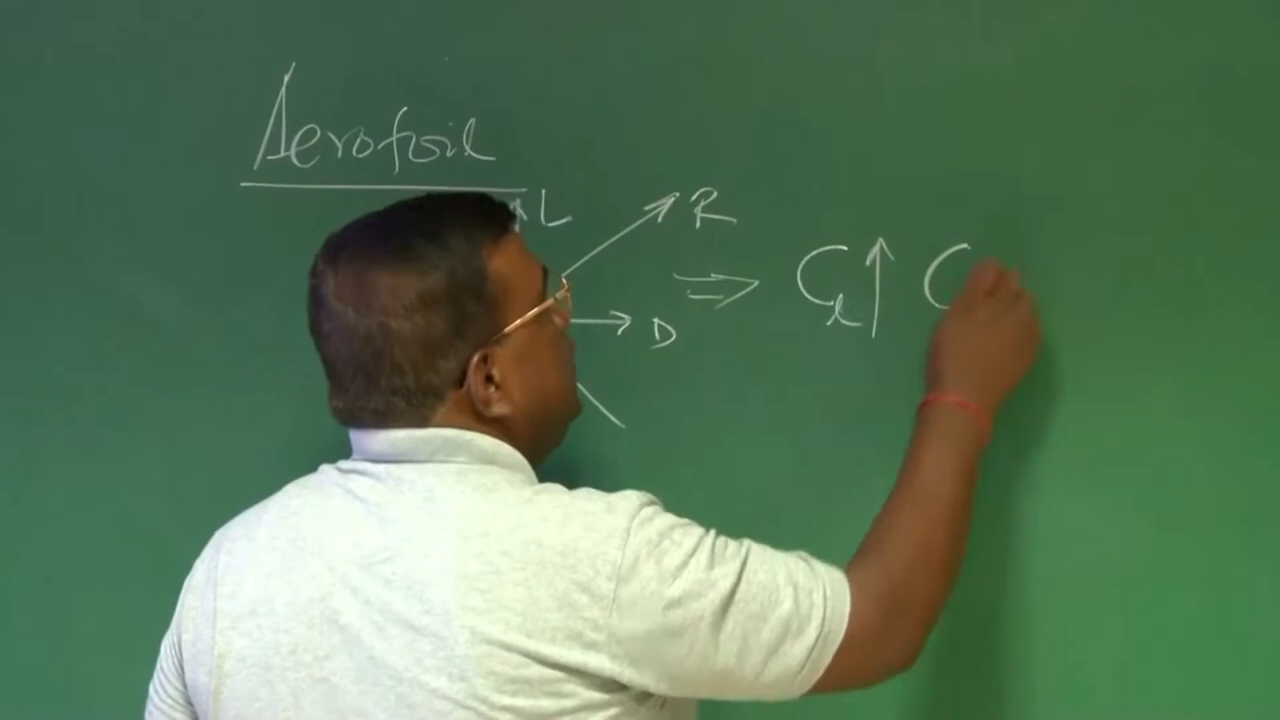 Aerofoil
L
R
⇒ C_l ↑ C
D